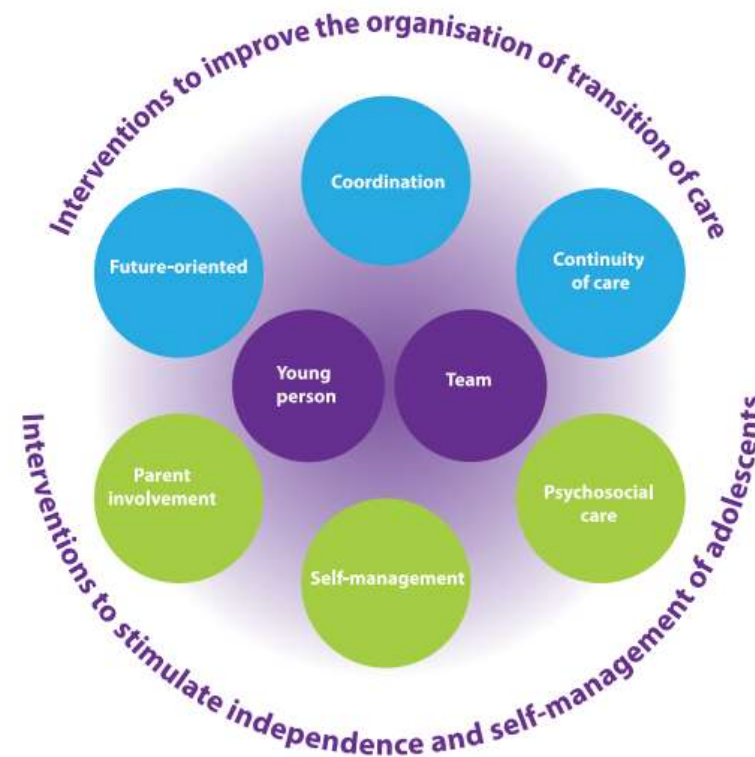 Interventions to improve the organisation of transition of care
Coordination
Future-oriented
Continuity
of care
Young
person
Team
Parent
involvement
Psychosocial
care
Self-management
Interventions to stimulate independence and self-management of adolescents